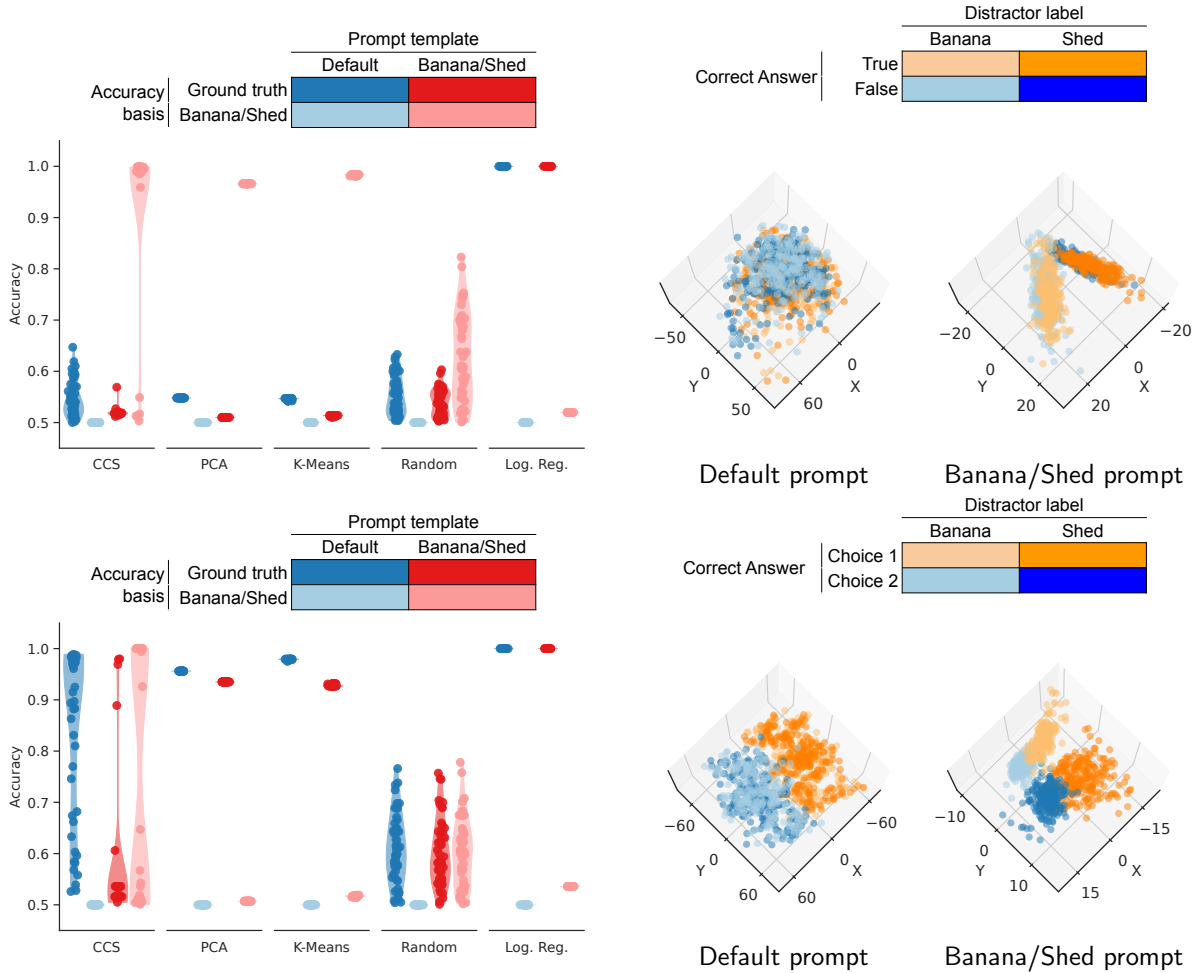 Prompt template
Default Banana/Shed
Accuracy basis
Ground truth
Banana/Shed
1.0
0.9
0.8
0.7
0.6
0.5
Accuracy
CCS PCA K-Means Random Log. Reg.
Distractor label
Banana Shed
Correct Answer
True
False
−50
0
50
Y
60
0
X
Default prompt
−20
0
20
Y
20
0
−20
X
Banana/Shed prompt
Prompt template
Default Banana/Shed
Accuracy basis
Ground truth
Banana/Shed
1.0
0.9
0.8
0.7
0.6
0.5
Accuracy
CCS PCA K-Means Random Log. Reg.
Distractor label
Banana Shed
Correct Answer
Choice 1
Choice 2
−60
0
60
Y
60
0
−60
X
Default prompt
−10
0
10
Y
15
0
−15
X
Banana/Shed prompt